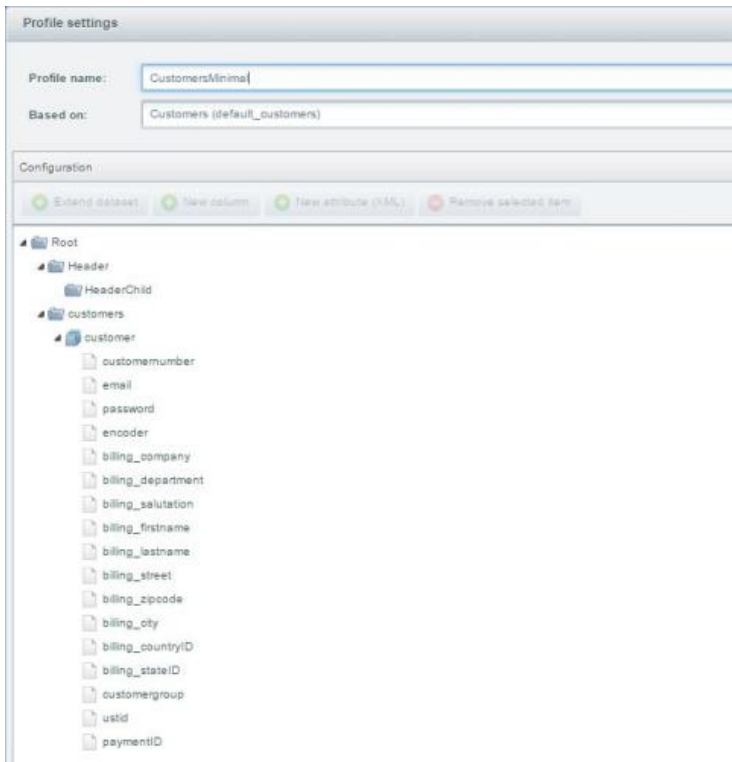 Profile settings
Profile name: CustomersMinimal
Based on: Customers (default_customers)
Configuration
Extend dataset New column New attribute (XML) Remove selected item
Root
Header
HeaderChild
customers
customer
customernumber
email
password
encoder
billing_company
billing_department
billing_salutation
billing_firstname
billing_lastname
billing_street
billing_zipcode
billing_city
billing_countryID
billing_stateID
customergroup
ustid
paymentID